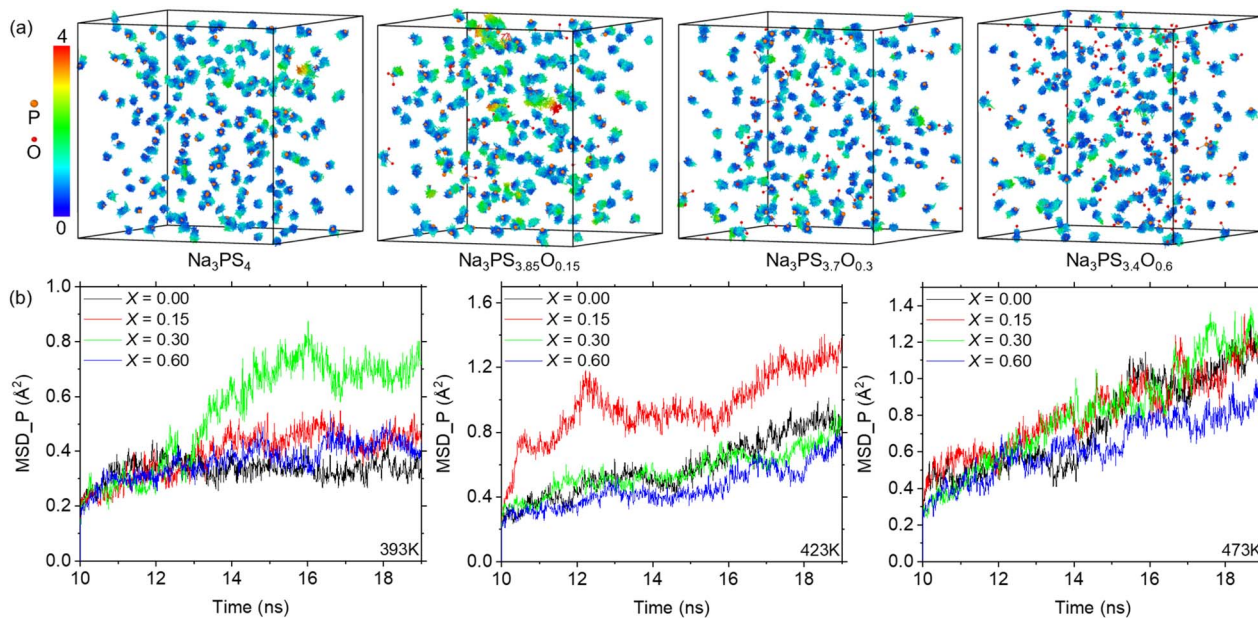 (a)
4
P
O
0
Na₃PS₄
Na₃PS₃.₈₅O₀.₁₅
Na₃PS₃.₇O₀.₃
Na₃PS₃.₄O₀.₆
(b)
1.0
0.8
0.6
0.4
0.2
0.0
MSD_P (Å²)
X = 0.00
X = 0.15
X = 0.30
X = 0.60
393K
10 12 14 16 18
Time (ns)
1.6
1.2
0.8
0.4
0.0
MSD_P (Å²)
X = 0.00
X = 0.15
X = 0.30
X = 0.60
423K
10 12 14 16 18
Time (ns)
1.4
1.2
1.0
0.8
0.6
0.4
0.2
0.0
MSD_P (Å²)
X = 0.00
X = 0.15
X = 0.30
X = 0.60
473K
10 12 14 16 18
Time (ns)